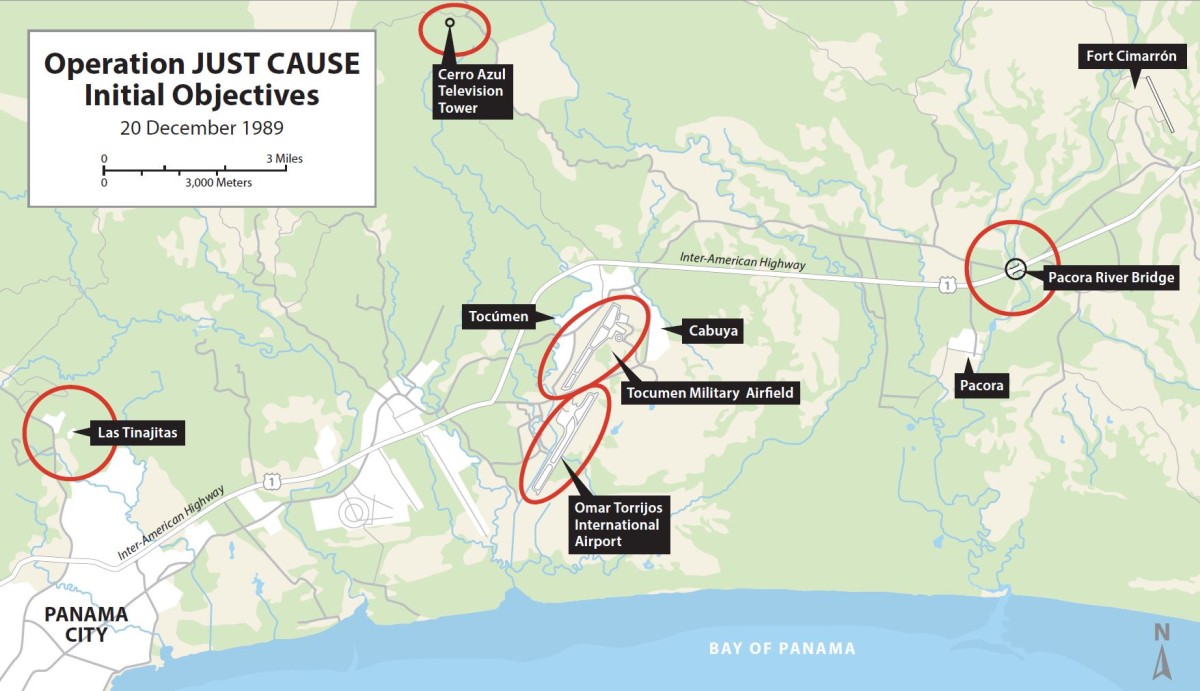 Operation JUST CAUSE
Initial Objectives
20 December 1989
0
3 Miles
0
3,000 Meters
Cerro Azul
Television
Tower
Fort Cimarrón
Inter-American Highway
1
Pacora River Bridge
Tocúmen
Cabuya
Tocumen Military Airfield
Pacora
Las Tinajitas
1
Inter-American Highway
Omar Torrijos
International
Airport
PANAMA
CITY
BAY OF PANAMA
N